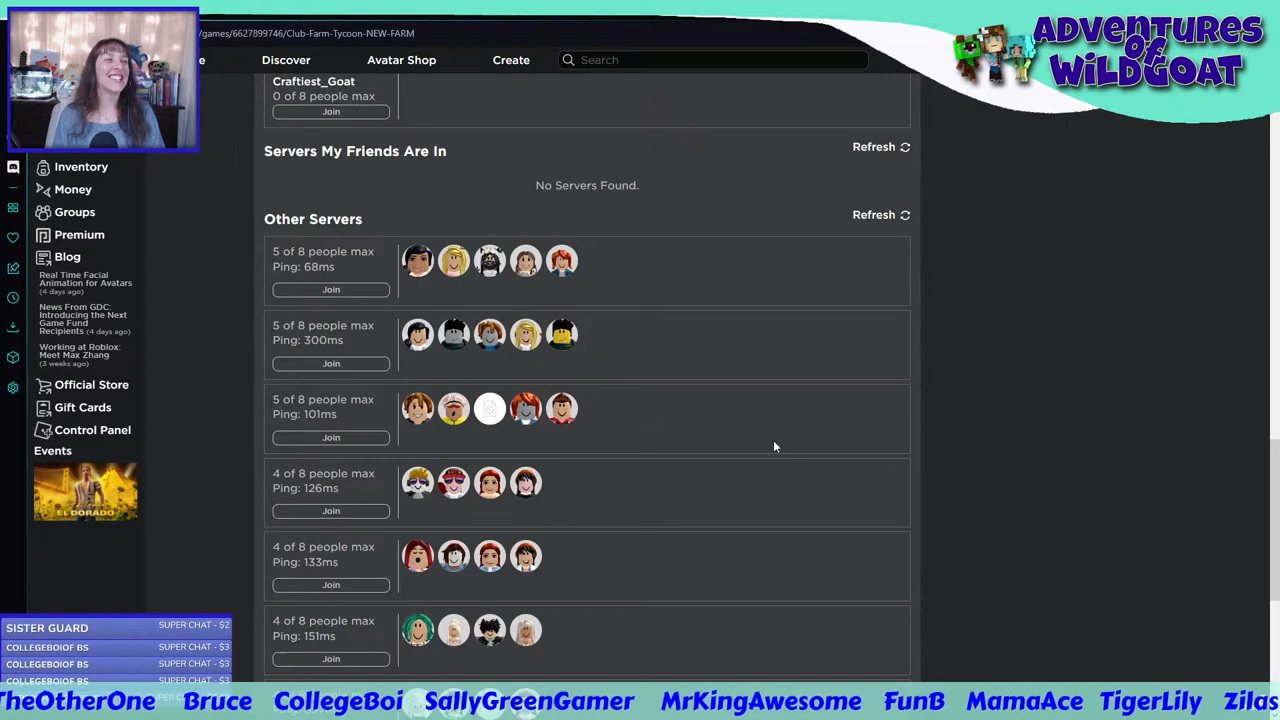 /games/6627899746/Club-Farm-Tycoon-NEW-FARM
Discover
Avatar Shop
Create
Search
ADVENTURES
OF
WILDGOAT
Craftiest_Goat
0 of 8 people max
Join
Inventory
Money
Groups
Premium
Blog
Real Time Facial
Animation for Avatars
(4 days ago)
News From GDC:
Introducing the Next
Game Fund
Recipients (4 days ago)
Working at Roblox:
Meet Max Zhang
(3 weeks ago)
Official Store
Gift Cards
Control Panel
Events
EL DORADO
Servers My Friends Are In
Refresh
No Servers Found.
Other Servers
Refresh
5 of 8 people max
Ping: 68ms
Join
5 of 8 people max
Ping: 300ms
Join
5 of 8 people max
Ping: 101ms
Join
4 of 8 people max
Ping: 126ms
Join
4 of 8 people max
Ping: 133ms
Join
4 of 8 people max
Ping: 151ms
Join
SISTER GUARD SUPER CHAT - $2
COLLEGEBOIOF BS SUPER CHAT - $3
COLLEGEBOIOF BS SUPER CHAT - $3
COLLEGEBOIOF BS SUPER CHAT - $3
TheOtherOne Bruce CollegeBoi SallyGreenGamer MrKingAwesome FunB MamaAce TigerLily Zilas